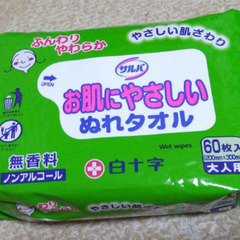 ふんわり
やわらか
やさしい肌ざわり
サルバ
OPEN
お肌にやさしい
ぬれタオル
Wet wipes
無香料
ノンアルコール
白十字
60枚入
(200mm×300mm)
大人用
やさしい肌ざわり